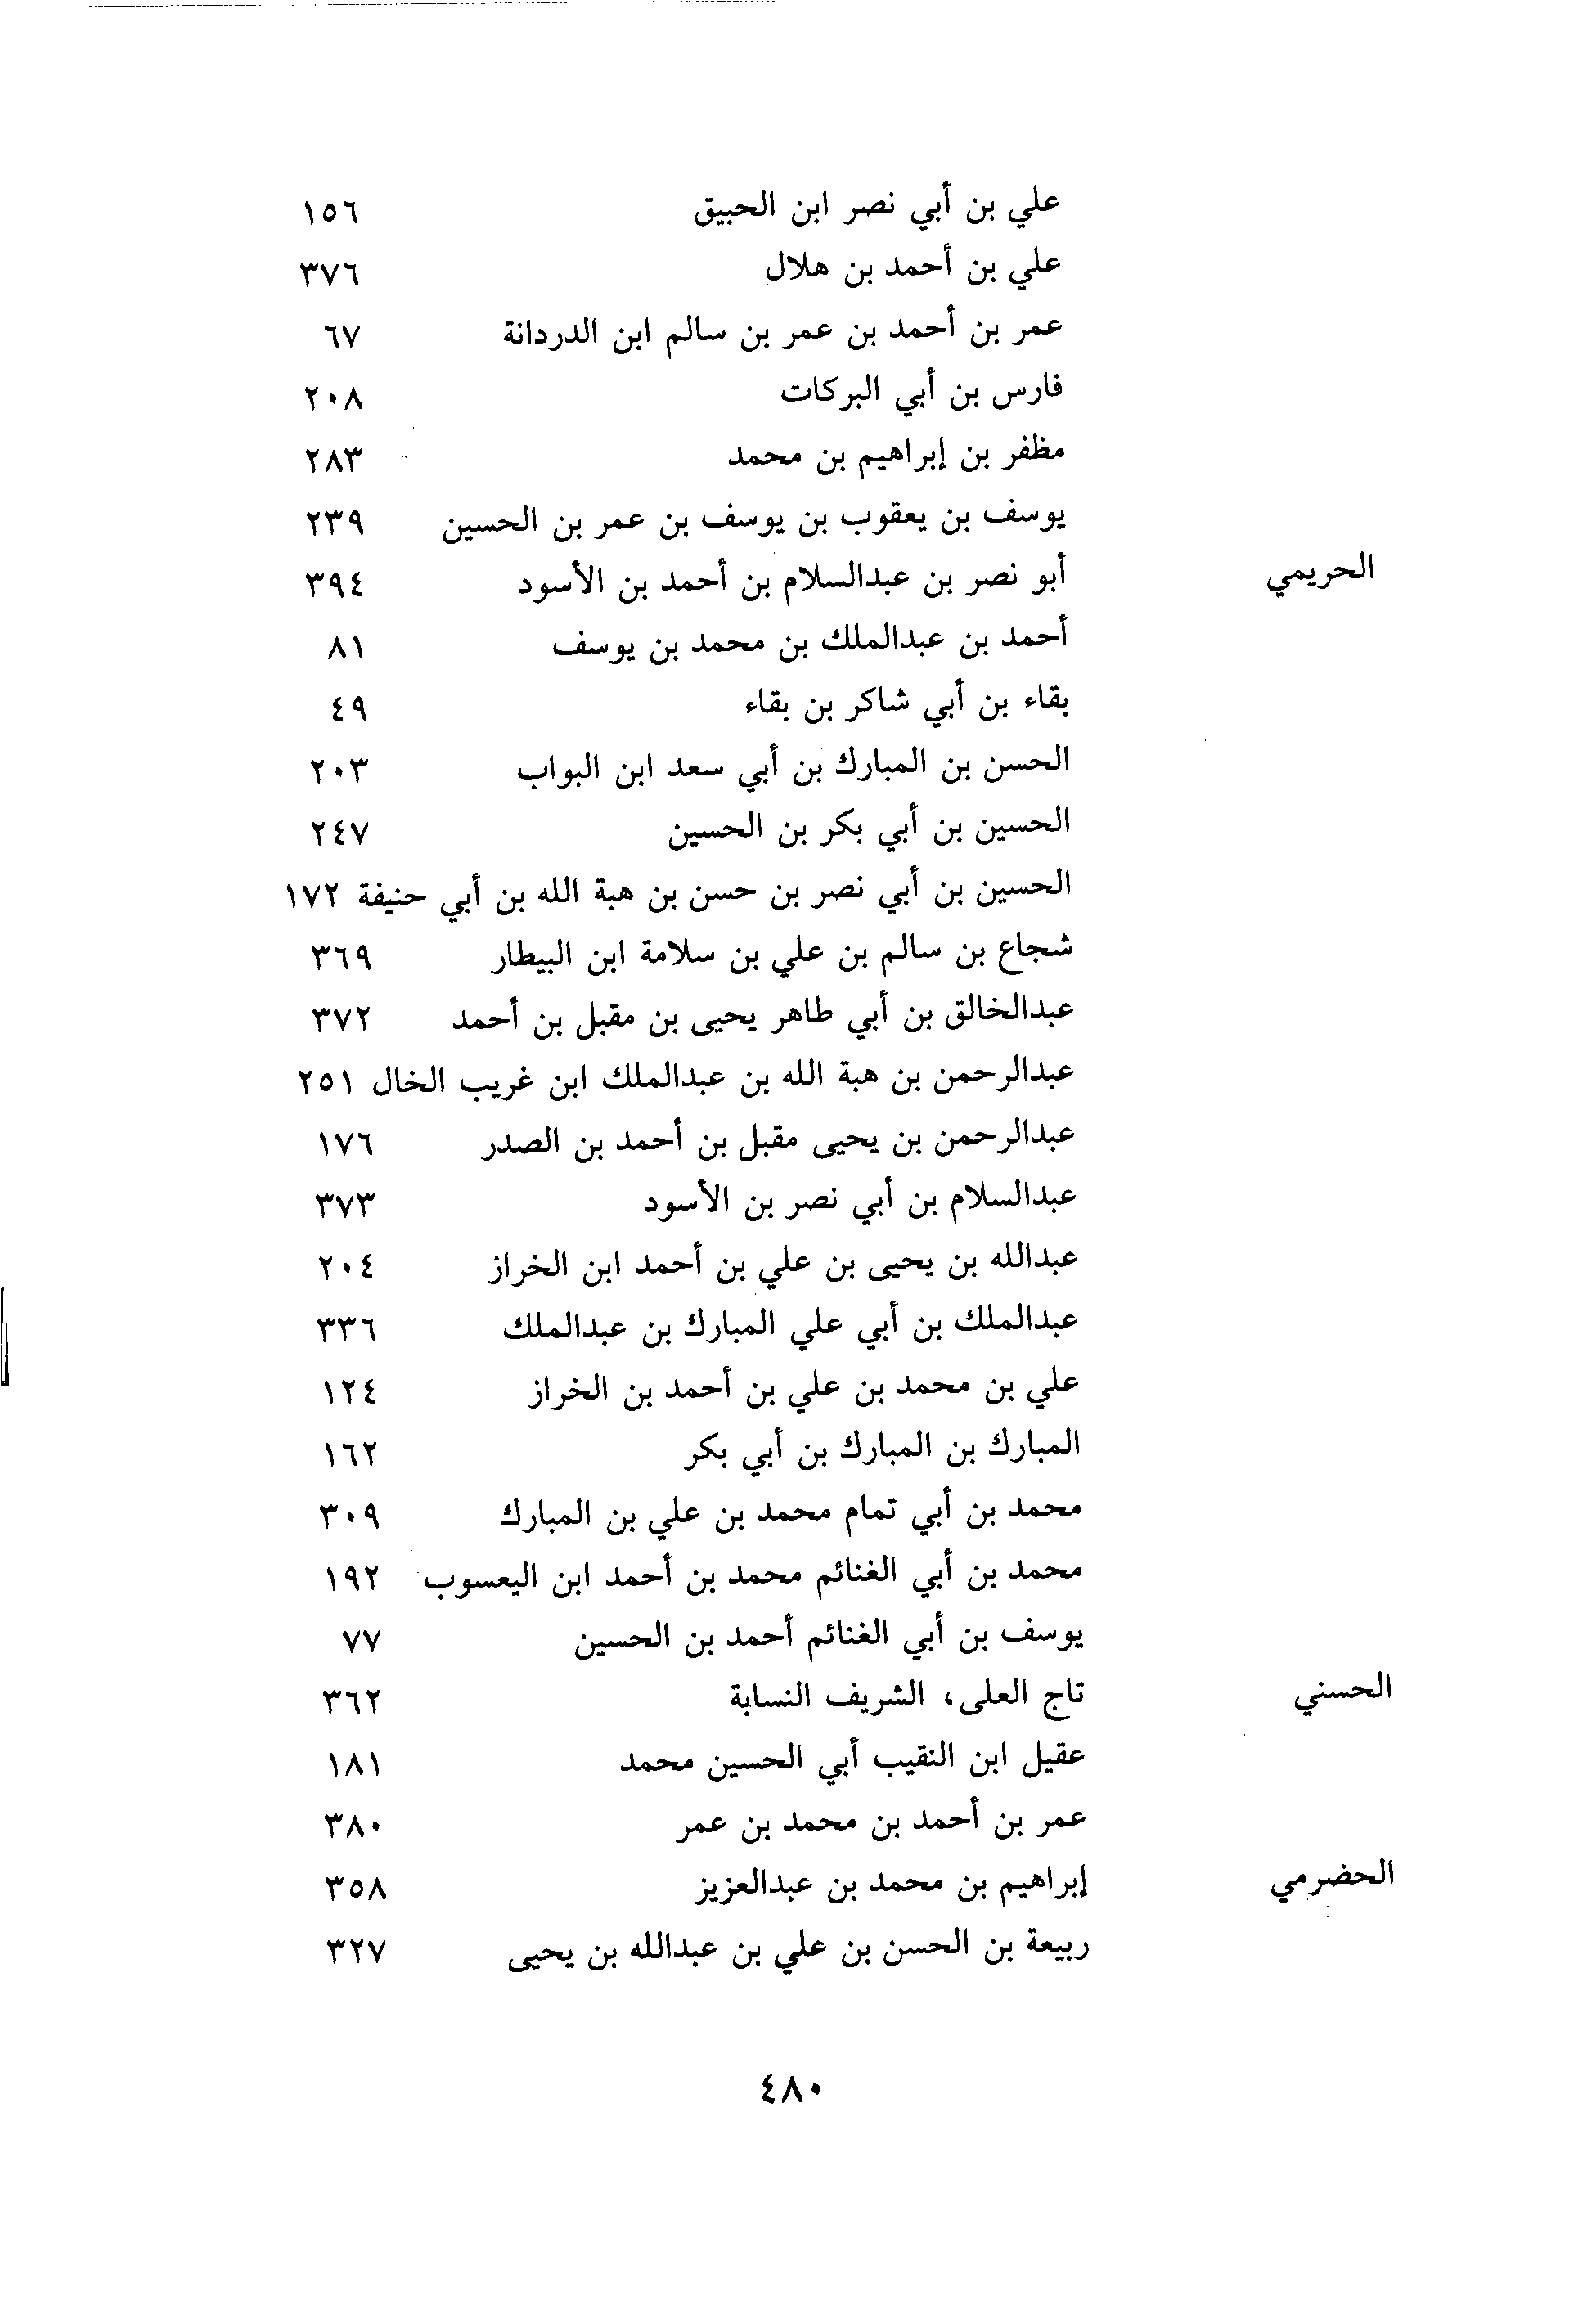 علي بن أبي نصر ابن الحبيق ١٥٦
علي بن أحمد بن هلال ٣٧٦
عمر بن أحمد بن عمر بن سالم ابن الدردانة ٦٧
فارس بن أبي البركات ٢٠٨
مظفر بن إبراهيم بن محمد ٢٨٣
يوسف بن يعقوب بن يوسف بن عمر بن الحسين ٢٣٩
الحريمي أبو نصر بن عبدالسلام بن أحمد بن الأسود ٣٩٤
أحمد بن عبدالملك بن محمد بن يوسف ٨١
بقاء بن أبي شاكر بن بقاء ٤٩
الحسن بن المبارك بن أبي سعد ابن البواب ٢٠٣
الحسين بن أبي بكر بن الحسين ٢٤٧
الحسين بن أبي نصر بن حسن بن هبة الله بن أبي حنيفة ١٧٢
شجاع بن سالم بن علي بن سلامة ابن البيطار ٣٦٩
عبدالخالق بن أبي طاهر يحيى بن مقبل بن أحمد ٣٧٢
عبدالرحمن بن هبة الله بن عبدالملك ابن غريب الخال ٢٥١
عبدالرحمن بن يحيى مقبل بن أحمد بن الصدر ١٧٦
عبدالسلام بن أبي نصر بن الأسود ٣٧٣
عبدالله بن يحيى بن علي بن أحمد ابن الخراز ٢٠٤
عبدالملك بن أبي علي المبارك بن عبدالملك ٣٣٦
علي بن محمد بن علي بن أحمد بن الخراز ١٢٤
المبارك بن المبارك بن أبي بكر ١٦٢
محمد بن أبي تمام محمد بن علي بن المبارك ٣٠٩
محمد بن أبي الغنائم محمد بن أحمد ابن اليعسوب ١٩٢
يوسف بن أبي الغنائم أحمد بن الحسين ٧٧
الحسني تاج العلى، الشريف النسابة ٣٦٢
عقيل ابن النقيب أبي الحسين محمد ١٨١
عمر بن أحمد بن محمد بن عمر ٣٨٠
الحضرمي إبراهيم بن محمد بن عبدالعزيز ٣٥٨
ربيعة بن الحسن بن علي بن عبدالله بن يحيى ٣٢٧
٤٨٠